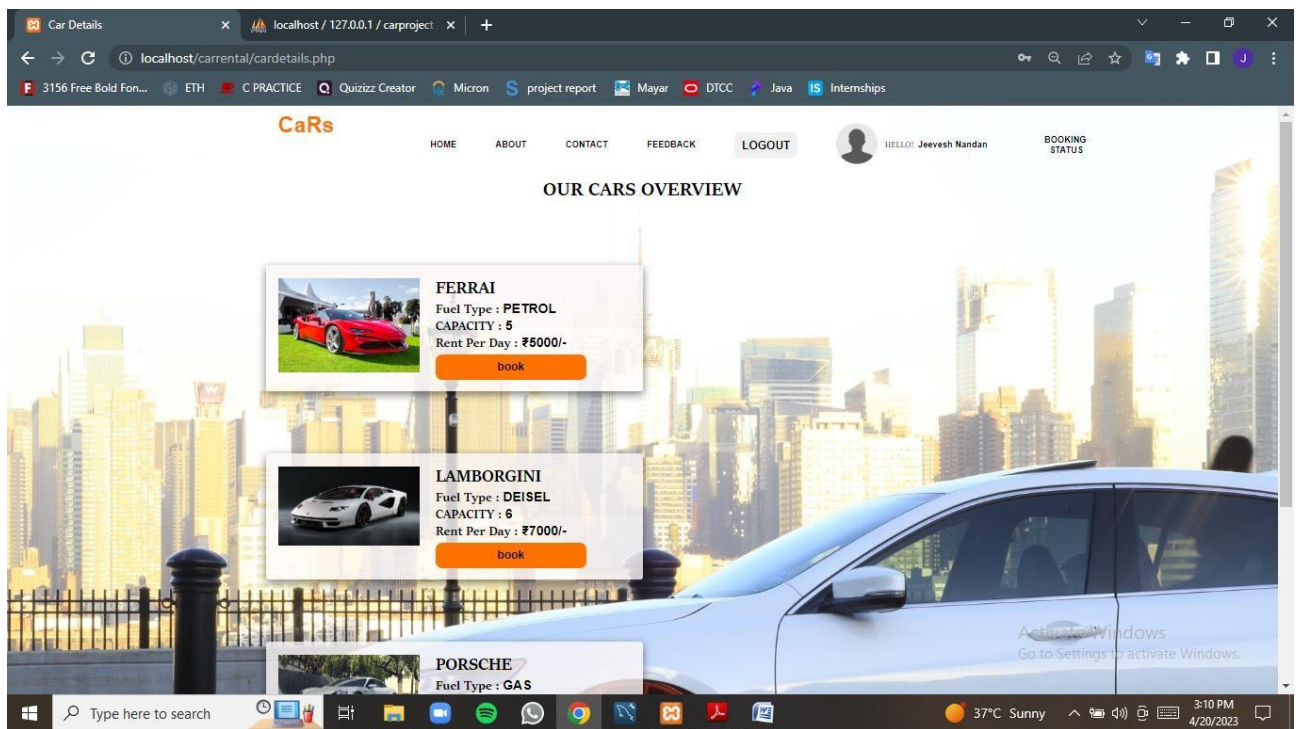 Car Details
localhost / 127.0.0.1 / carproject
localhost/carrental/cardetails.php
J
3156 Free Bold Fon...
ETH
C PRACTICE
Quizizz Creator
Micron
project report
Mayar
DTCC
Java
IS Internships
CaRs
HOME
ABOUT
CONTACT
FEEDBACK
LOGOUT
HELLO! Jeevesh Nandan
BOOKING
STATUS
OUR CARS OVERVIEW
FERRAI
Fuel Type : PETROL
CAPACITY : 5
Rent Per Day : ₹5000/-
book
LAMBORGINI
Fuel Type : DEISEL
CAPACITY : 6
Rent Per Day : ₹7000/-
book
PORSCHE
Fuel Type : GAS
Activate Windows
Go to Settings to activate Windows.
Type here to search
37°C Sunny
3:10 PM
4/20/2023